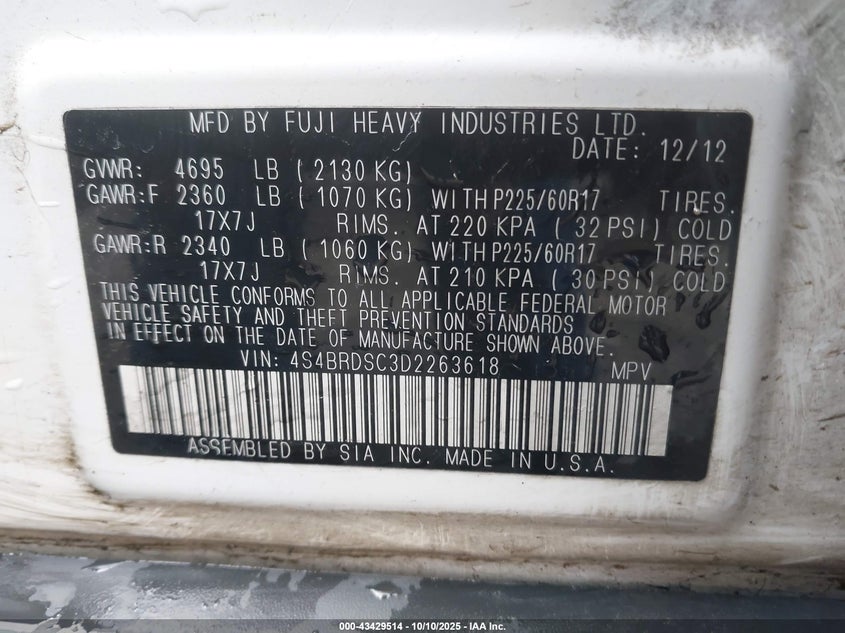 MFD BY FUJI HEAVY INDUSTRIES LTD.
DATE: 12/12
GVWR: 4695 LB ( 2130 KG)
GAWR:F 2360 LB ( 1070 KG) WITH P225/60R17 TIRES.
17X7J RIMS. AT 220 KPA ( 32 PSI) COLD
GAWR:R 2340 LB ( 1060 KG) WITH P225/60R17 TIRES.
17X7J RIMS. AT 210 KPA ( 30 PSI) COLD
THIS VEHICLE CONFORMS TO ALL APPLICABLE FEDERAL MOTOR
VEHICLE SAFETY AND THEFT PREVENTION STANDARDS
IN EFFECT ON THE DATE OF MANUFACTURE SHOWN ABOVE.
VIN: 4S4BRDSC3D2263618 MPV
ASSEMBLED BY SIA INC. MADE IN U.S.A.
000-43429514 - 10/10/2025 - IAA Inc.